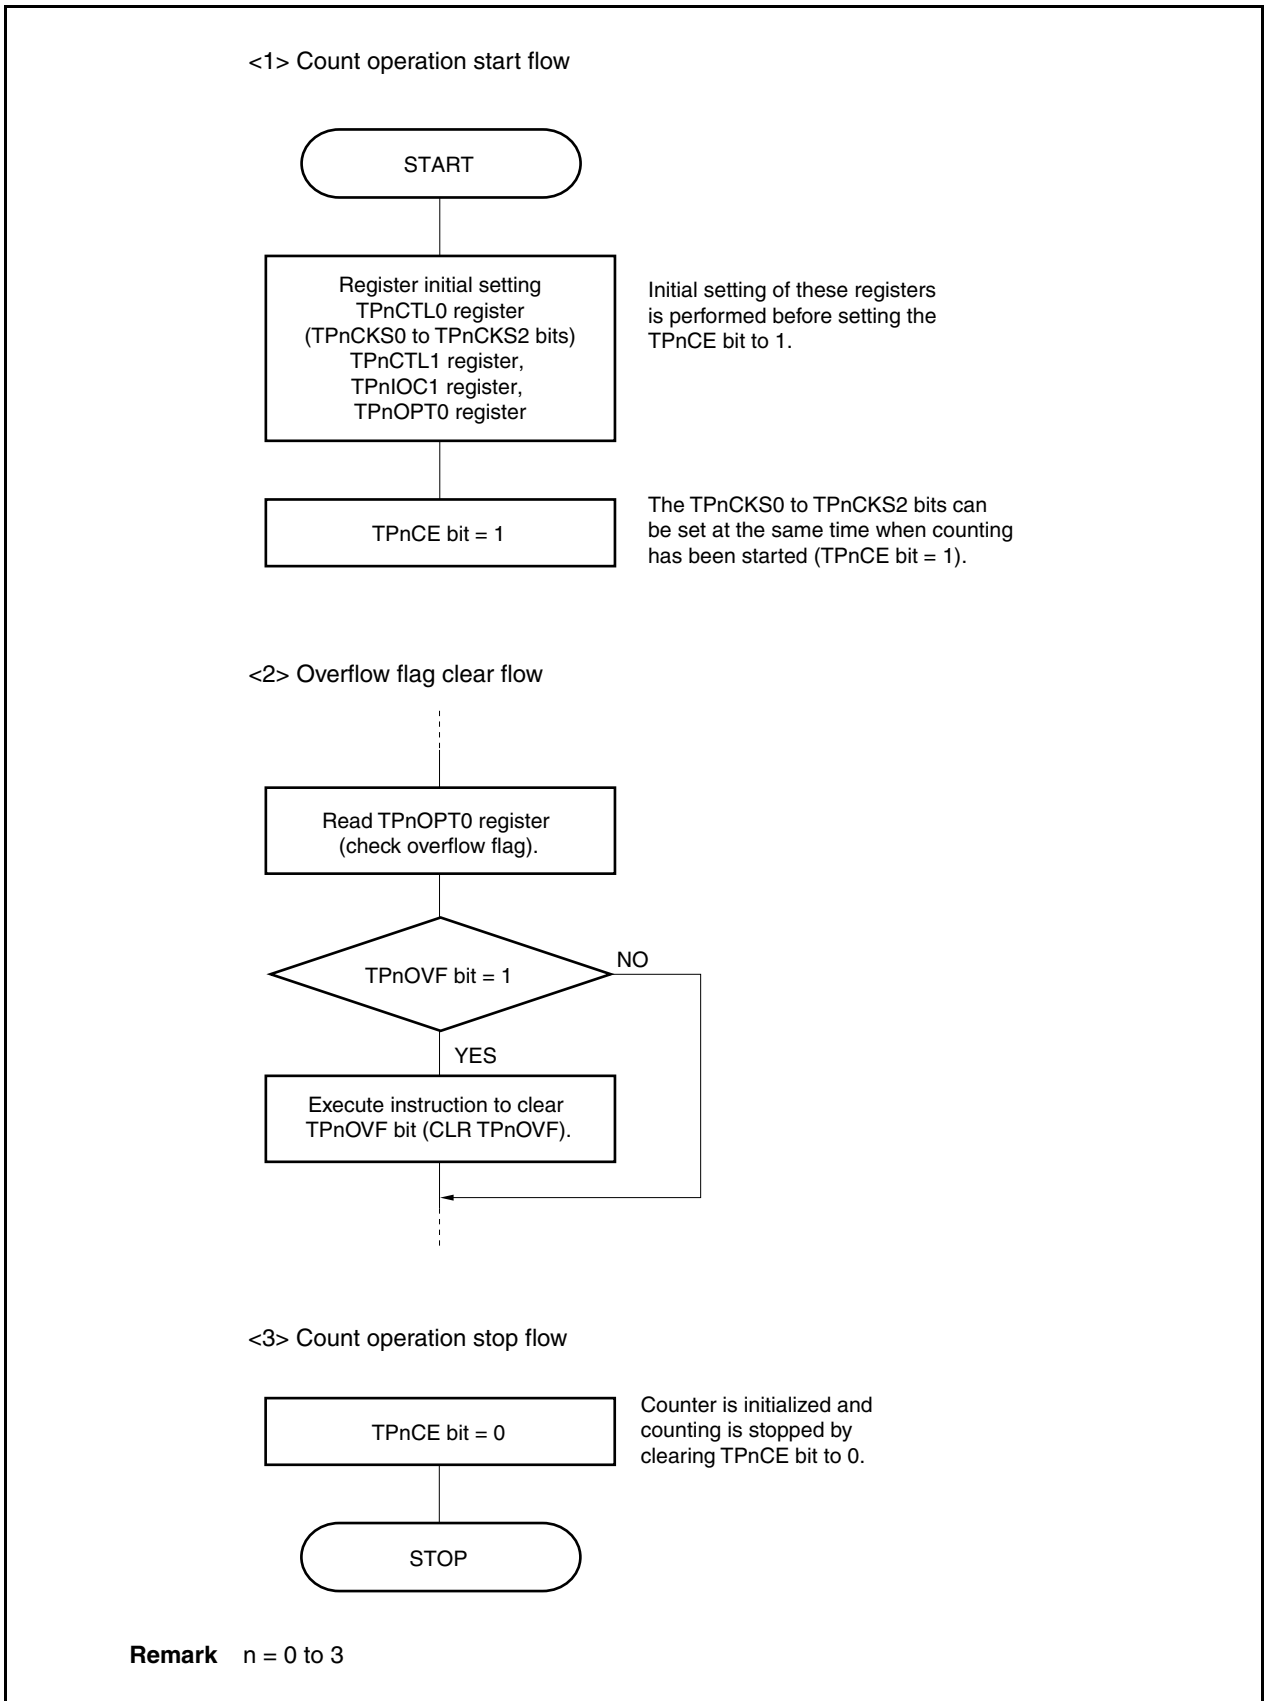 <1> Count operation start flow
START
Register initial setting
TPnCTL0 register
(TPnCKS0 to TPnCKS2 bits)
TPnCTL1 register,
TPnIOC1 register,
TPnOPT0 register
Initial setting of these registers
is performed before setting the
TPnCE bit to 1.
TPnCE bit = 1
The TPnCKS0 to TPnCKS2 bits can
be set at the same time when counting
has been started (TPnCE bit = 1).
<2> Overflow flag clear flow
Read TPnOPT0 register
(check overflow flag).
TPnOVF bit = 1
NO
YES
Execute instruction to clear
TPnOVF bit (CLR TPnOVF).
<3> Count operation stop flow
TPnCE bit = 0
Counter is initialized and
counting is stopped by
clearing TPnCE bit to 0.
STOP
Remark n = 0 to 3